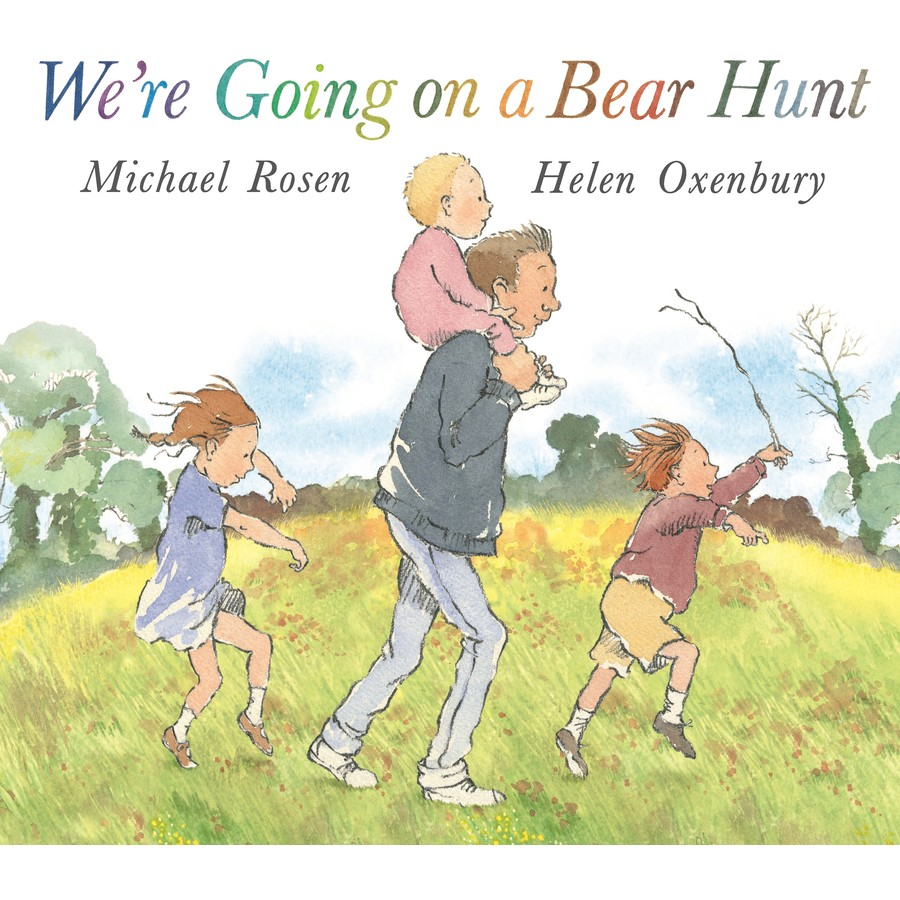 We're Going on a Bear Hunt
Michael Rosen Helen Oxenbury